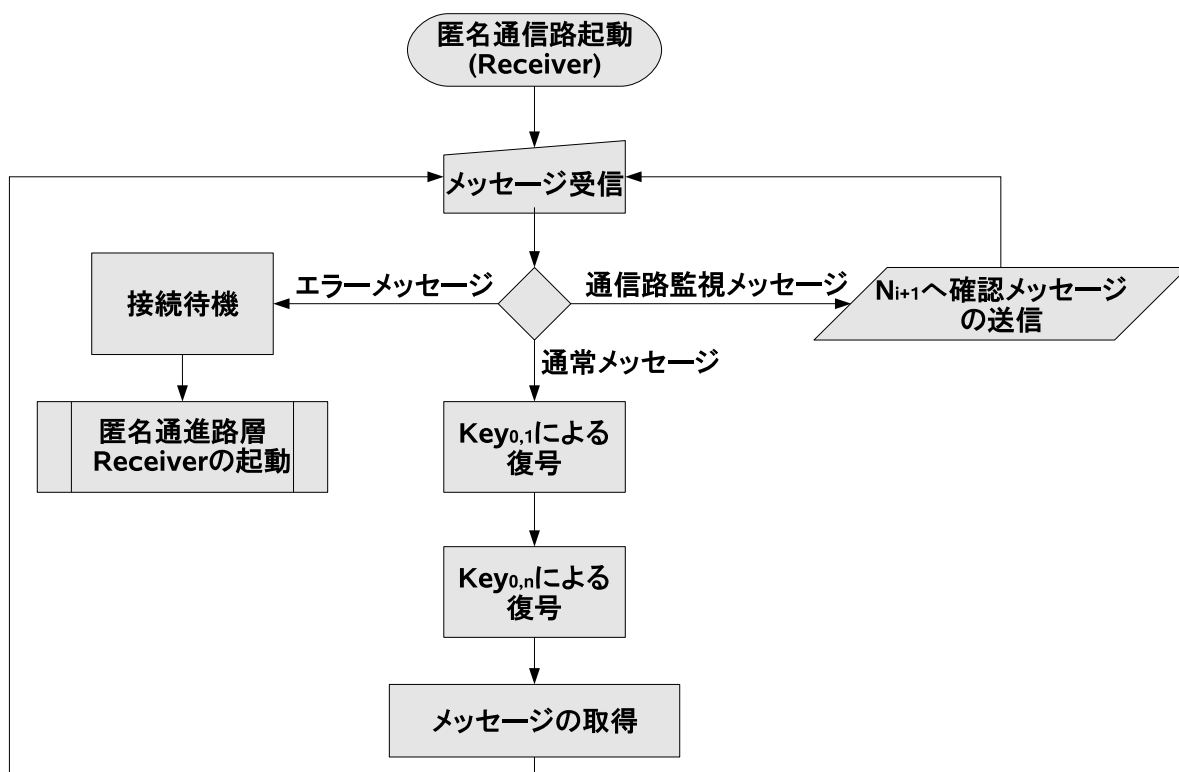 匿名通信路起動
(Receiver)
メッセージ受信
エラーメッセージ
通信路監視メッセージ
接続待機
Ni+1へ確認メッセージ
の送信
通常メッセージ
匿名通進路層
Receiverの起動
Key0,1による
復号
Key0,nによる
復号
メッセージの取得